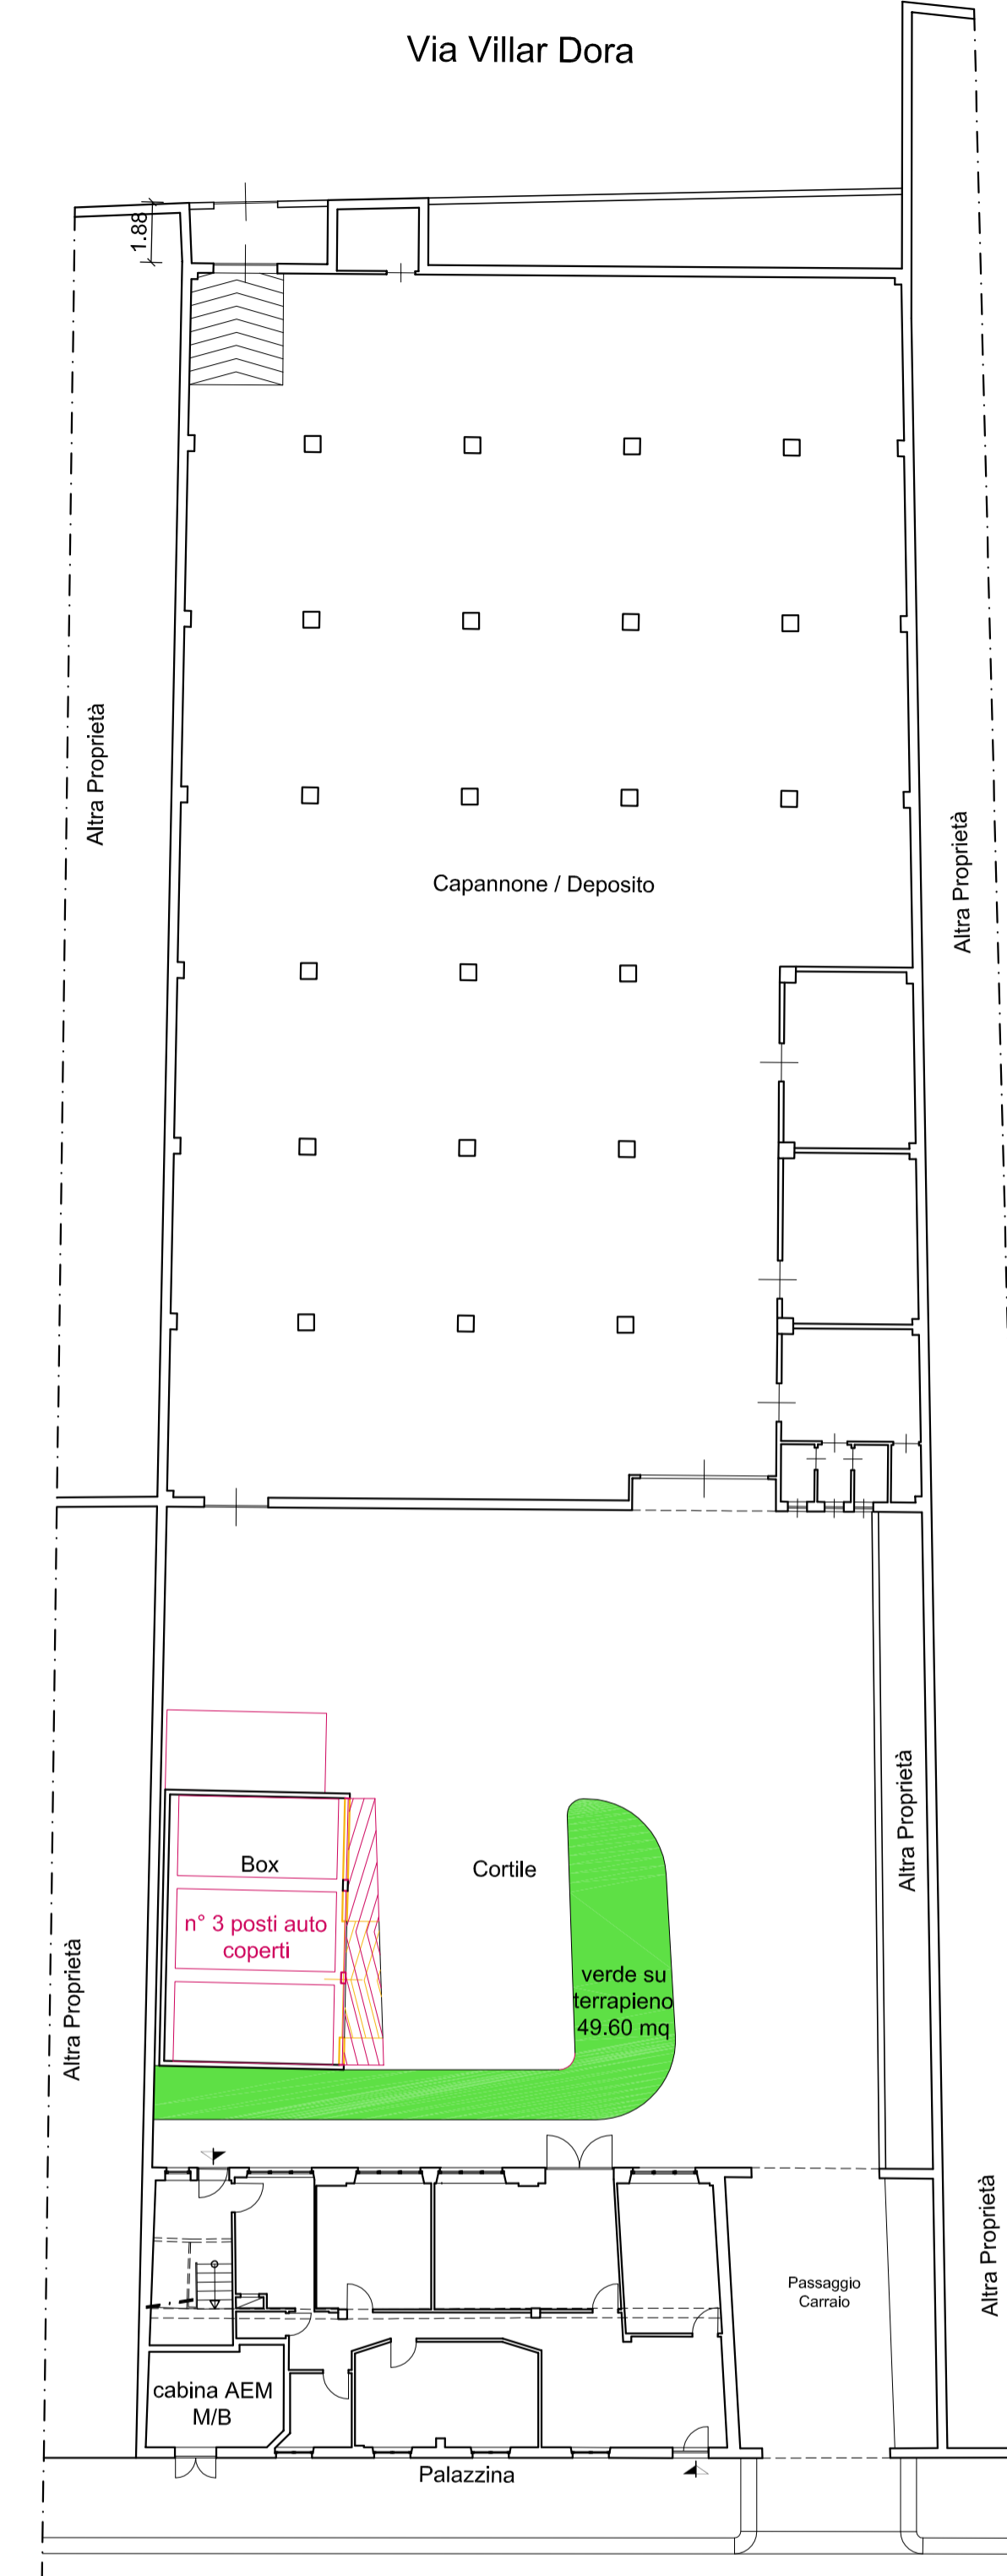 Via Villar Dora
1.88
Altra Proprietà
Altra Proprietà
Capannone / Deposito
Altra Proprietà
Box
Cortile
n° 3 posti auto
coperti
verde su
terrapieno
49.60 mq
Altra Proprietà
Altra Proprietà
Passaggio
Carraio
cabina AEM
M/B
Palazzina